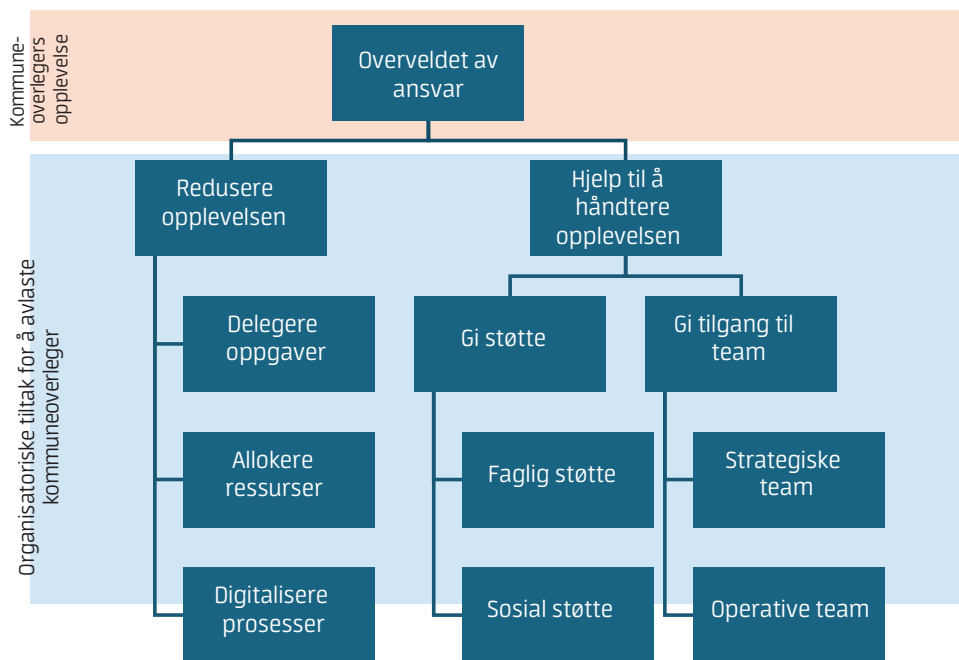 Kommune-
overlegers
opplevelse
Overveldet av
ansvar
Organisatoriske tiltak for å avlaste
kommuneoverleger
Redusere
opplevelsen
Hjelp til å
håndtere
opplevelsen
Delegere
oppgaver
Gi støtte
Gi tilgang til
team
Allokere
ressurser
Faglig støtte
Strategiske
team
Digitalisere
prosesser
Sosial støtte
Operative team